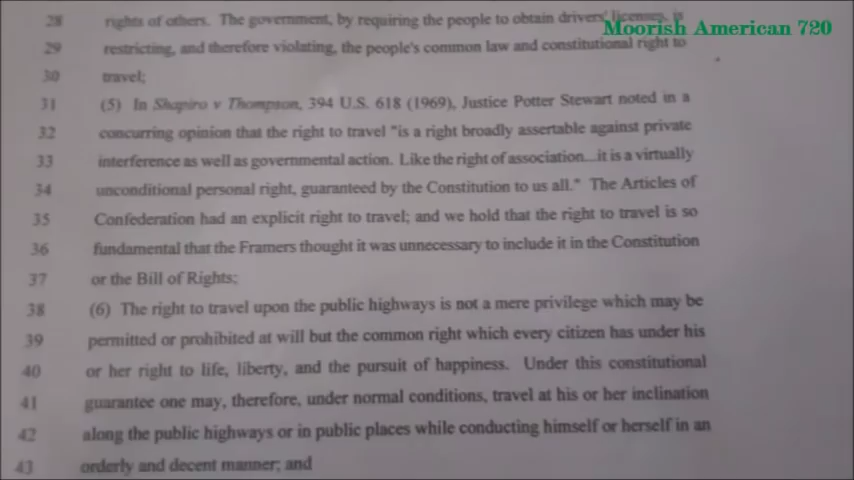 Moorish American 720
28 rights of others. The government, by requiring the people to obtain drivers' licenses, is
29 restricting, and therefore violating, the people's common law and constitutional right to
30 travel;
31 (5) In Shapiro v Thompson, 394 U.S. 618 (1969), Justice Potter Stewart noted in a
32 concurring opinion that the right to travel "is a right broadly assertable against private
33 interference as well as governmental action. Like the right of association...it is a virtually
34 unconditional personal right, guaranteed by the Constitution to us all." The Articles of
35 Confederation had an explicit right to travel; and we hold that the right to travel is so
36 fundamental that the Framers thought it was unnecessary to include it in the Constitution
37 or the Bill of Rights;
38 (6) The right to travel upon the public highways is not a mere privilege which may be
39 permitted or prohibited at will but the common right which every citizen has under his
40 or her right to life, liberty, and the pursuit of happiness. Under this constitutional
41 guarantee one may, therefore, under normal conditions, travel at his or her inclination
42 along the public highways or in public places while conducting himself or herself in an
43 orderly and decent manner; and